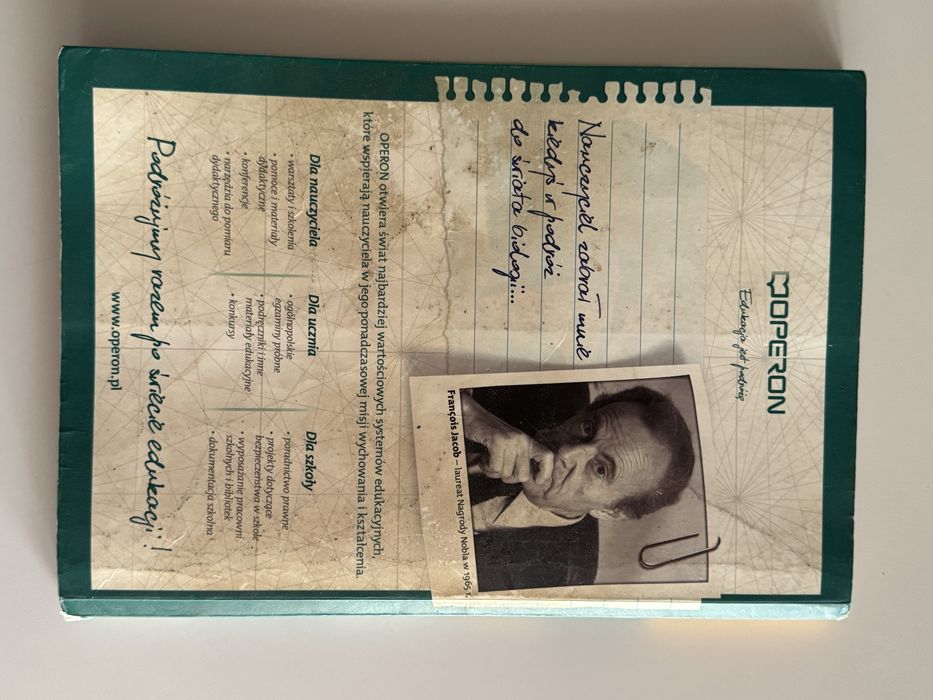 OPERON
Edukacja jest podróżą
Nauczyciel zabrał mnie
kiedyś w podróż
do świata biologii...
François Jacob – laureat Nagrody Nobla w 1965 r.
OPERON otwiera świat najbardziej wartościowych systemów edukacyjnych,
które wspierają nauczyciela w jego ponadczasowej misji wychowania i kształcenia.
Dla nauczyciela
• warsztaty i szkolenia
• pomoce i materiały
dydaktyczne
• konferencje
• narzędzia do pomiaru
dydaktycznego
Dla ucznia
• ogólnopolskie
egzaminy próbne
• podręczniki i inne
materiały edukacyjne
• konkursy
Dla szkoły
• poradnictwo prawne
• projekty dotyczące
bezpieczeństwa w szkole
• wyposażanie pracowni
szkolnych i bibliotek
• dokumentacja szkolna
Podróżujmy razem po świecie edukacji!
www.operon.pl